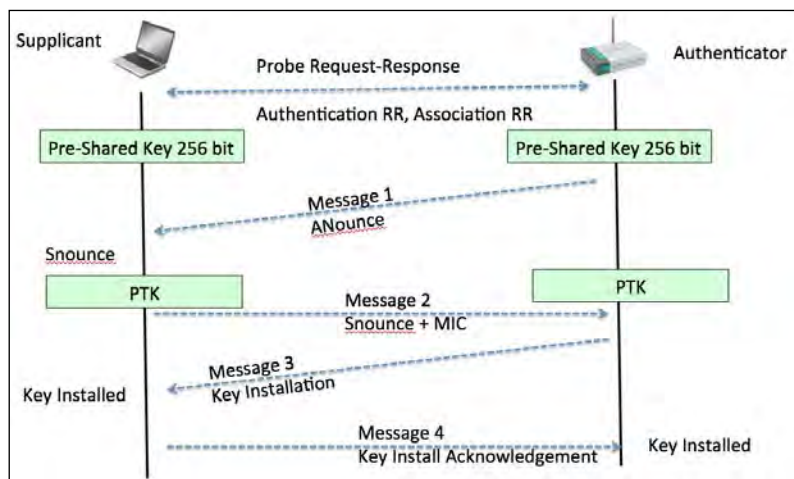 Supplicant
Authenticator
Probe Request-Response
Authentication RR, Association RR
Pre-Shared Key 256 bit
Pre-Shared Key 256 bit
Message 1
ANounce
Snounce
PTK
PTK
Message 2
Snounce + MIC
Message 3
Key Installation
Key Installed
Message 4
Key Install Acknowledgement
Key Installed